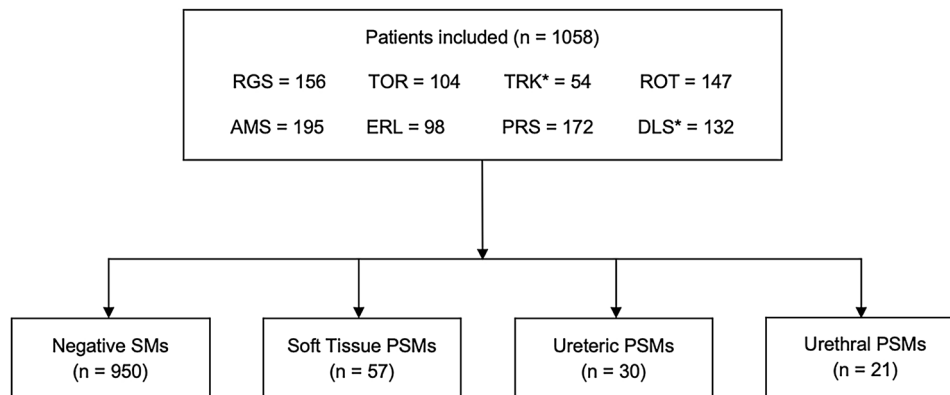 Patients included (n = 1058)
RGS = 156 TOR = 104 TRK* = 54 ROT = 147
AMS = 195 ERL = 98 PRS = 172 DLS* = 132
Negative SMs Soft Tissue PSMs Ureteric PSMs Urethral PSMs
(n = 950) (n = 57) (n = 30) (n = 21)